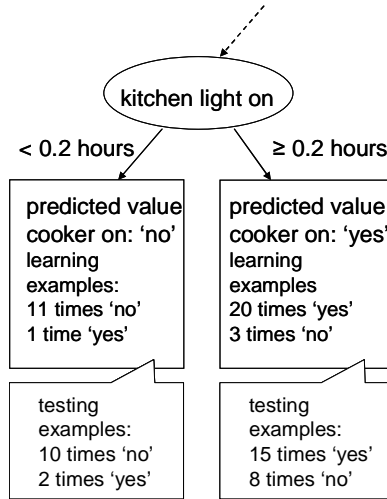 kitchen light on
< 0.2 hours
≥ 0.2 hours
predicted value
cooker on: ‘no’
learning
examples:
11 times ‘no’
1 time ‘yes’
predicted value
cooker on: ‘yes’
learning
examples
20 times ‘yes’
3 times ‘no’
testing
examples:
10 times ‘no’
2 times ‘yes’
testing
examples:
15 times ‘yes’
8 times ‘no’